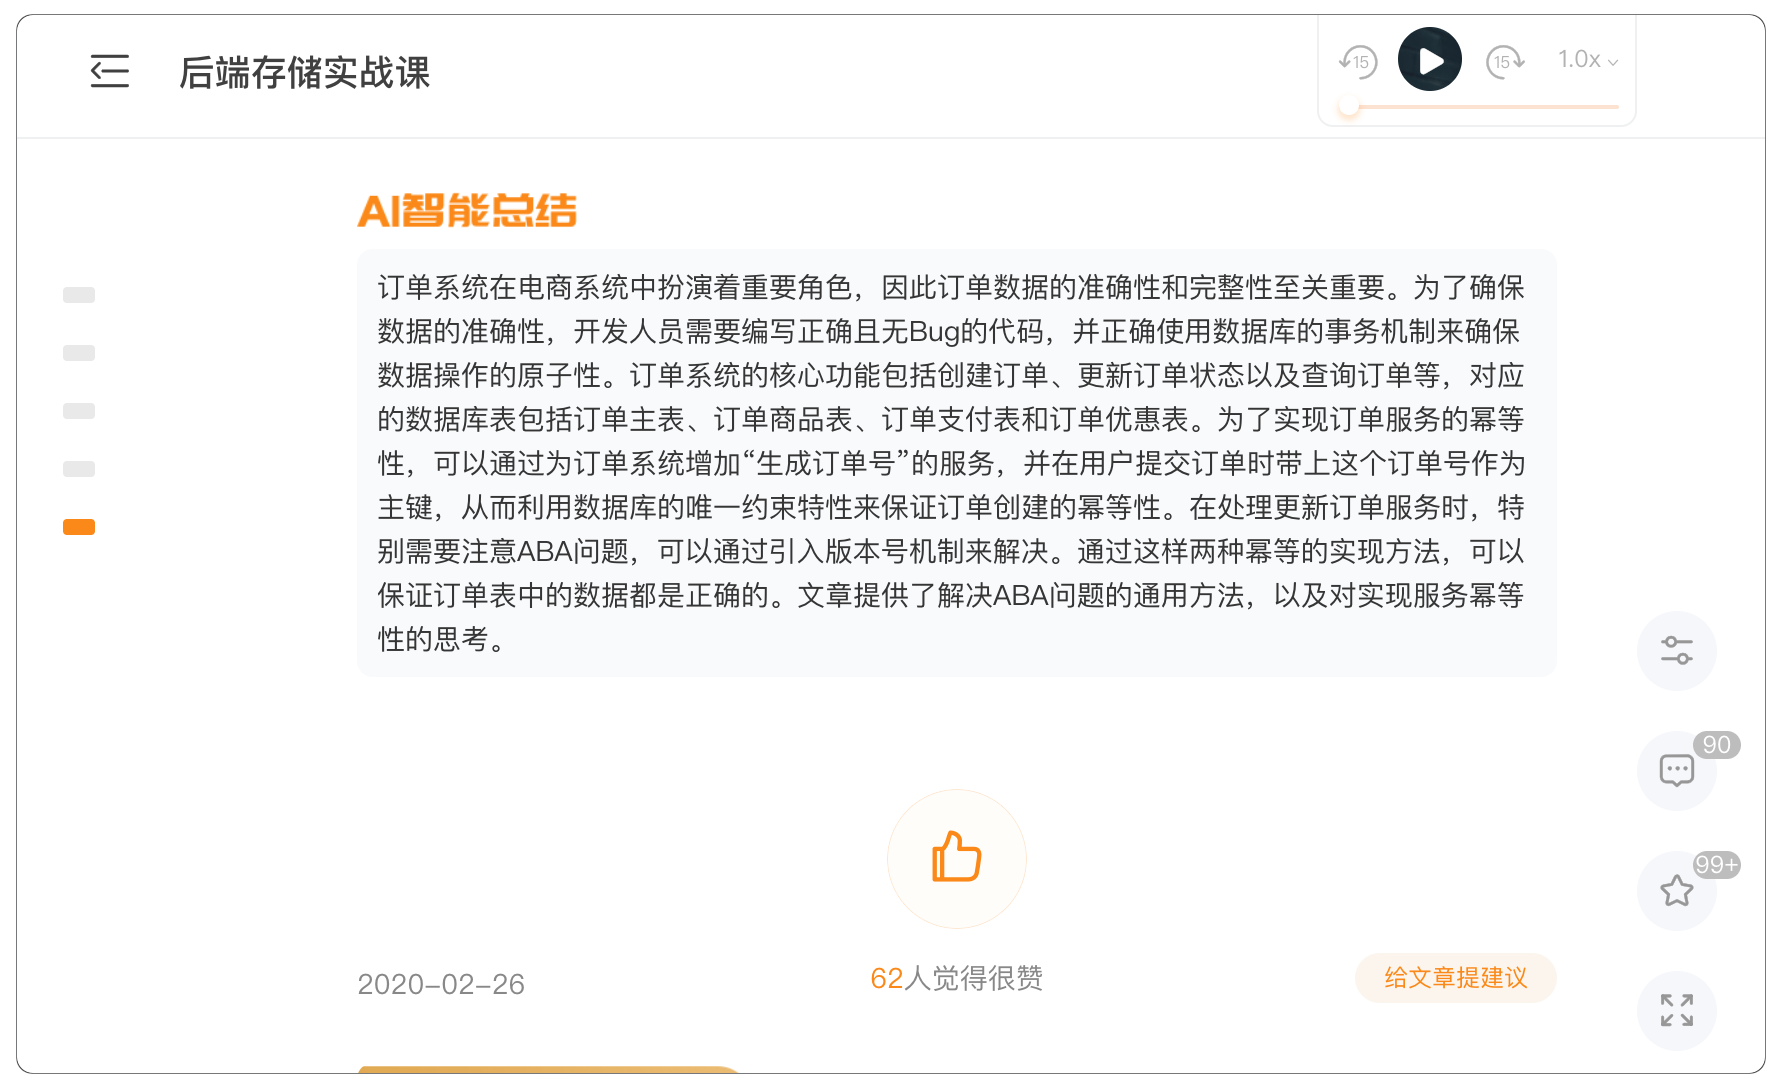 后端存储实战课
15
15
1.0x
AI智能总结
订单系统在电商系统中扮演着重要角色，因此订单数据的准确性和完整性至关重要。为了确保
数据的准确性，开发人员需要编写正确且无Bug的代码，并正确使用数据库的事务机制来确保
数据操作的原子性。订单系统的核心功能包括创建订单、更新订单状态以及查询订单等，对应
的数据库表包括订单主表、订单商品表、订单支付表和订单优惠表。为了实现订单服务的幂等
性，可以通过为订单系统增加“生成订单号”的服务，并在用户提交订单时带上这个订单号作为
主键，从而利用数据库的唯一约束特性来保证订单创建的幂等性。在处理更新订单服务时，特
别需要注意ABA问题，可以通过引入版本号机制来解决。通过这样两种幂等的实现方法，可以
保证订单表中的数据都是正确的。文章提供了解决ABA问题的通用方法，以及对实现服务幂等
性的思考。
90
99+
2020-02-26
62人觉得很赞
给文章提建议